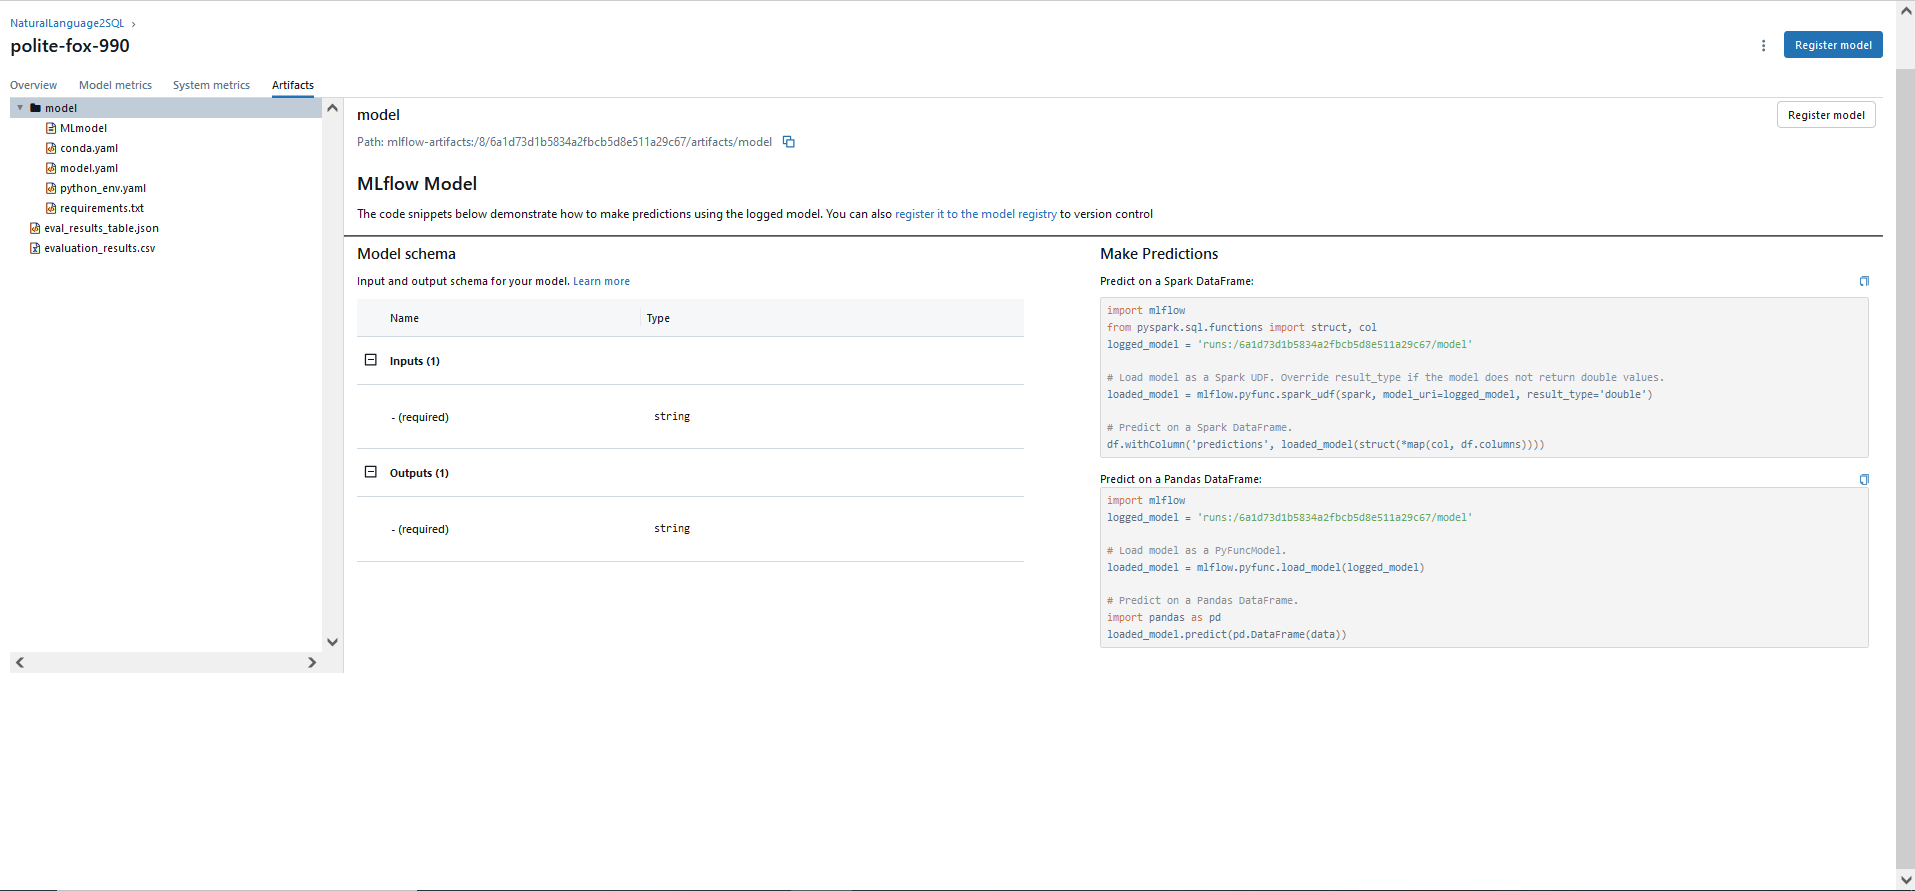 NaturalLanguage2SQL ›
polite-fox-990
Register model
Overview Model metrics System metrics Artifacts
model
MLmodel
conda.yaml
model.yaml
python_env.yaml
requirements.txt
eval_results_table.json
evaluation_results.csv
model
Register model
Path: mlflow-artifacts:/8/6a1d73d1b5834a2fbcb5d8e511a29c67/artifacts/model
MLflow Model
The code snippets below demonstrate how to make predictions using the logged model. You can also register it to the model registry to version control
Model schema
Input and output schema for your model. Learn more
Name Type
Inputs (1)
- (required) string
Outputs (1)
- (required) string
Make Predictions
Predict on a Spark DataFrame:
import mlflow
from pyspark.sql.functions import struct, col
logged_model = 'runs:/6a1d73d1b5834a2fbcb5d8e511a29c67/model'
# Load model as a Spark UDF. Override result_type if the model does not return double values.
loaded_model = mlflow.pyfunc.spark_udf(spark, model_uri=logged_model, result_type='double')
# Predict on a Spark DataFrame.
df.withColumn('predictions', loaded_model(struct(*map(col, df.columns))))
Predict on a Pandas DataFrame:
import mlflow
logged_model = 'runs:/6a1d73d1b5834a2fbcb5d8e511a29c67/model'
# Load model as a PyFuncModel.
loaded_model = mlflow.pyfunc.load_model(logged_model)
# Predict on a Pandas DataFrame.
import pandas as pd
loaded_model.predict(pd.DataFrame(data))